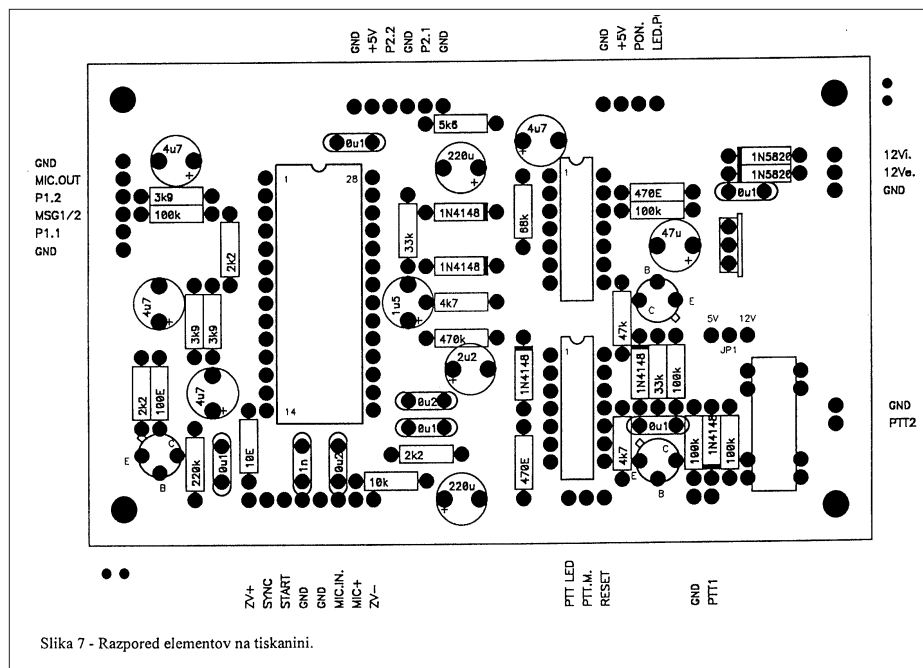 GND
+5V
P2.2
GND
P2.1
GND
GND
+5V
PON.
LED.P
GND
MIC.OUT
P1.2
MSG1/2
P1.1
GND
12Vi.
12Ve.
GND
GND
PTT2
5k6
0u1
4u7
4u7
220u
1N5820
1N5820
0u1
1
28
1
3k9
100k
470E
100k
1N4148
33k
68k
47u
2k2
1N4148
B
C
E
4u7
1u5
4k7
3k9
3k9
470k
47k
5V
12V
JP1
2u2
1
1N4148
1N4148
33k
100k
2k2
100E
4u7
0u2
14
0u1
0u1
E
C
B
220k
0u1
10E
1n
0u2
2k2
10k
220u
470E
4k7
E
C
B
100k
1N4148
100k
ZV+
SYNC
START
GND
GND
MIC.IN.
MIC+
ZV-
PTT LED
PTT.M.
RESET
GND
PTT1
Slika 7 - Razpored elementov na tiskanini.